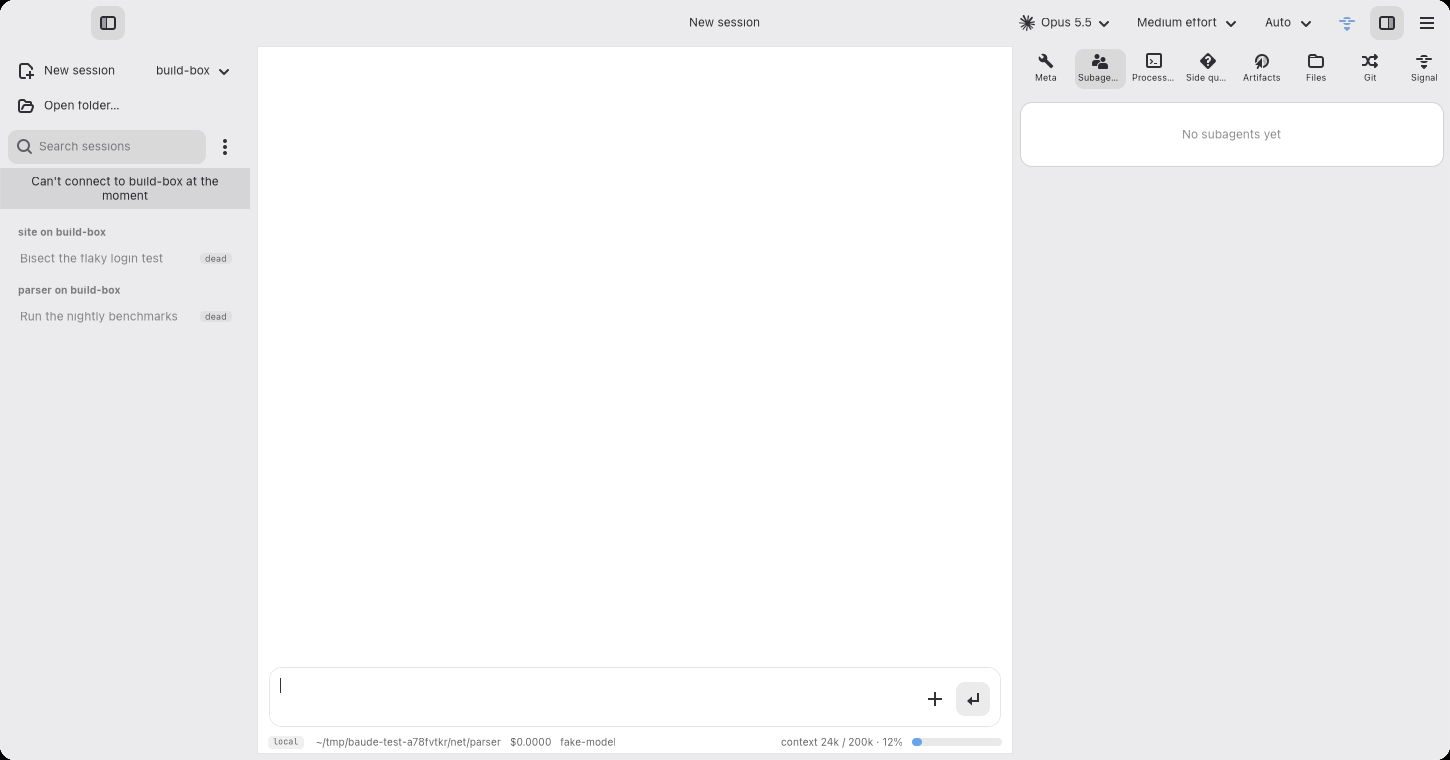 New session
Opus 5.5
Medium effort
Auto
New session
build-box
Open folder...
Search sessions
Can't connect to build-box at the
moment
site on build-box
Bisect the flaky login test
dead
parser on build-box
Run the nightly benchmarks
dead
Meta
Subage...
Process...
Side qu...
Artifacts
Files
Git
Signal
No subagents yet
local
~/tmp/baude-test-a78fvtkr/net/parser
$0.0000
fake-model
context 24k / 200k · 12%